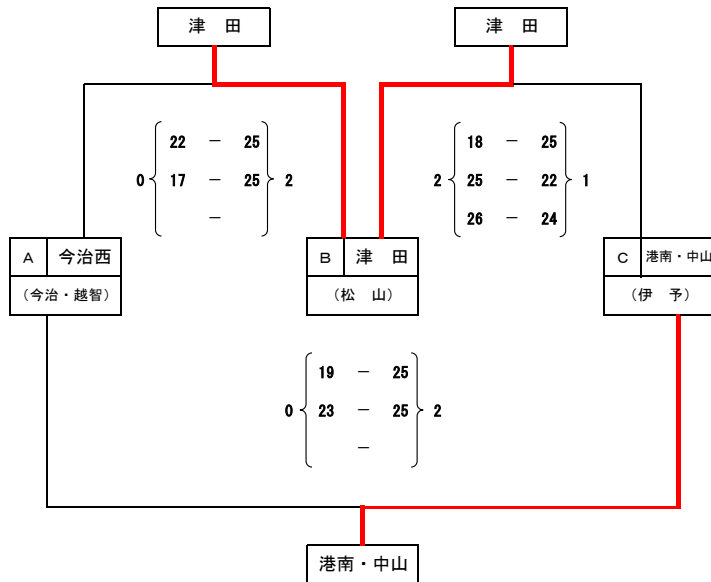 津　田
津　田
22 － 25
0 17 － 25 2
－
18 － 25
2 25 － 22 1
26 － 24
A 今治西
（今治・越智）
B 津　田
（松　山）
C 港南・中山
（伊　予）
19 － 25
0 23 － 25 2
－
港南・中山